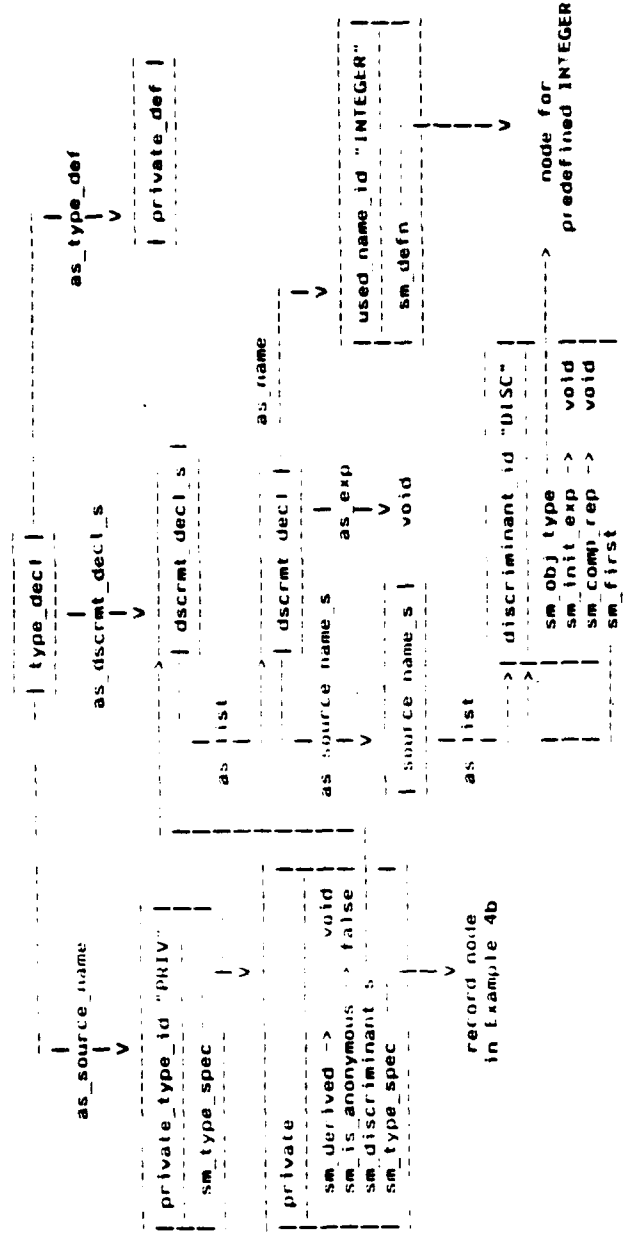 type_decl
as_source_name
as_dscrmt_decl_s
as_type_def
private_type_id "PRIV"
sm_type_spec
dscrmt_decl_s
private_def
as_list
private
sm_derived -> void
sm_is_anonymous -> false
sm_discriminant_s
sm_type_spec
dscrmt_decl
as_name
as_source_name_s
as_exp
void
used_name_id "INTEGER"
sm_defn
record node
in Example 4b
source_name_s
as_list
discriminant_id "DISC"
sm_obj_type
sm_init_exp -> void
sm_comp_rep -> void
sm_first
node for
predefined INTEGER